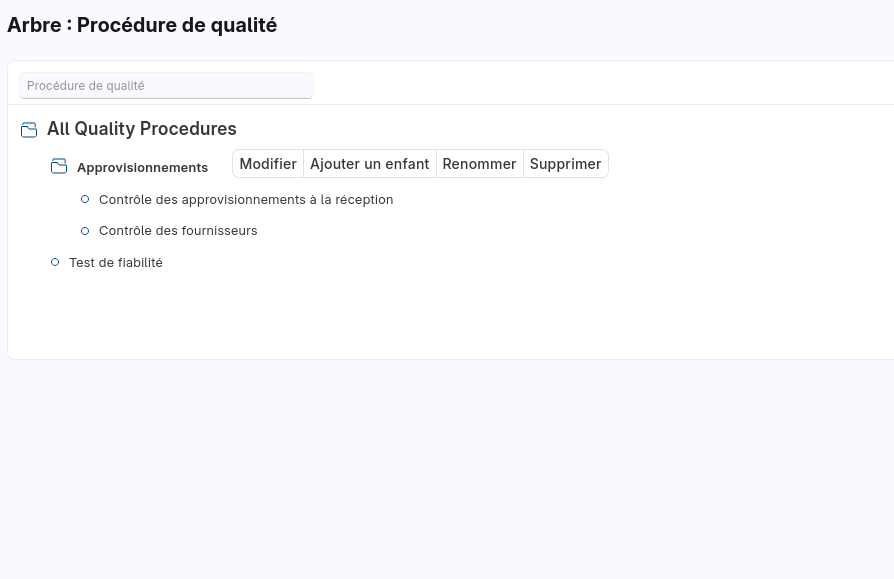 Arbre : Procédure de qualité
Procédure de qualité
All Quality Procedures
Approvisionnements Modifier Ajouter un enfant Renommer Supprimer
Contrôle des approvisionnements à la réception
Contrôle des fournisseurs
Test de fiabilité